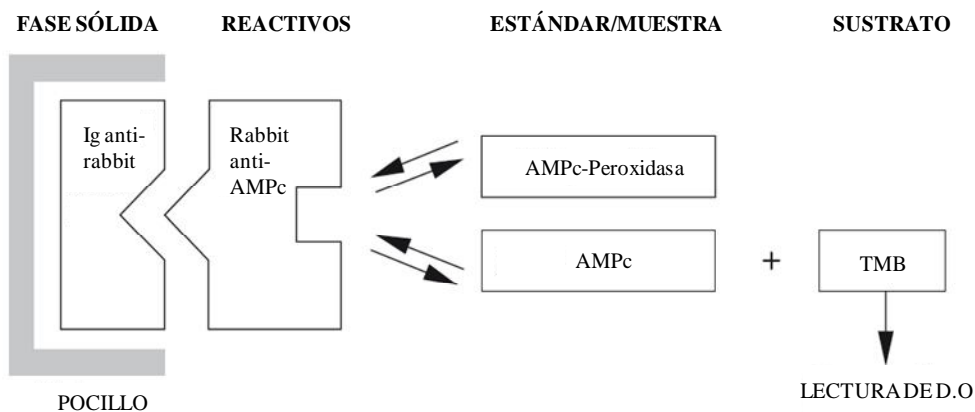 FASE SÓLIDA
REACTIVOS
ESTÁNDAR/MUESTRA
SUSTRATO
Ig anti-
rabbit
Rabbit
anti-
AMPc
AMPc-Peroxidasa
AMPc
+
TMB
POCILLO
LECTURA DE D.O